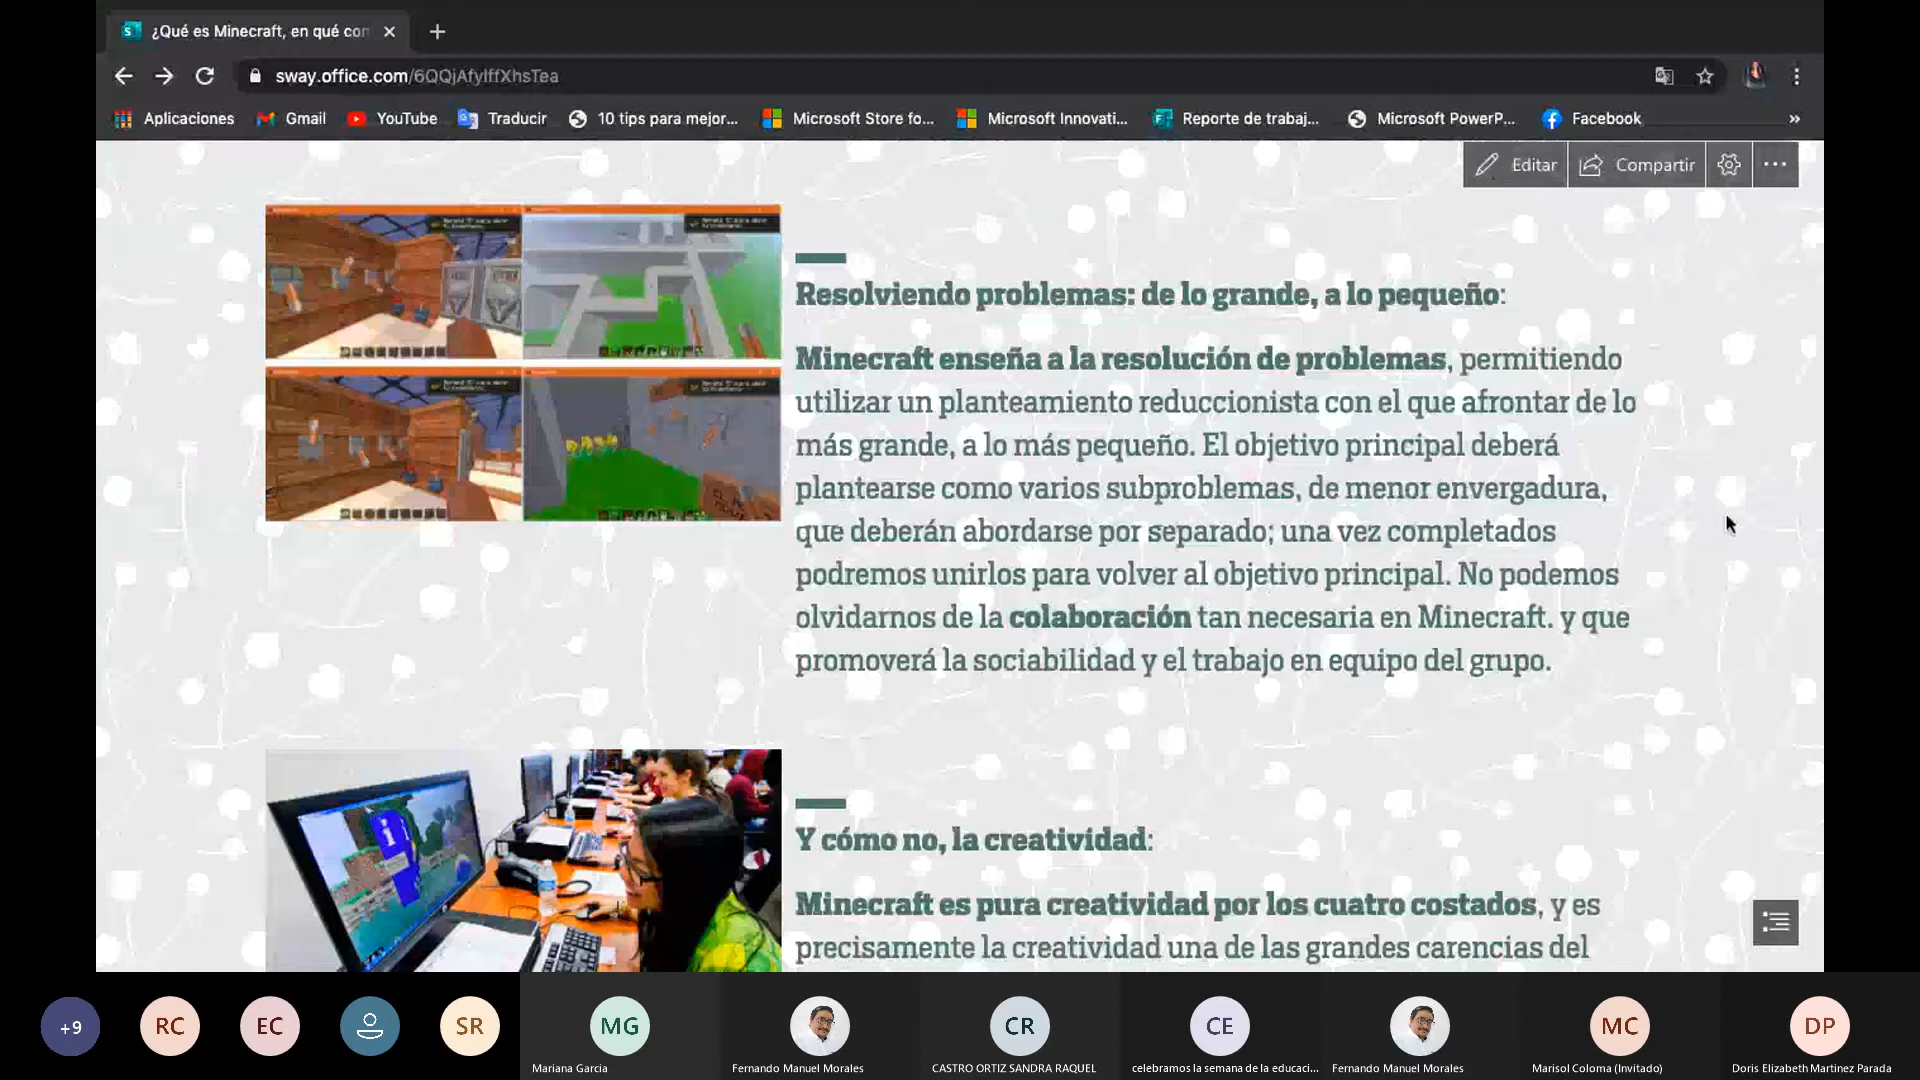 ¿Qué es Minecraft, en qué con
sway.office.com/6QQjAfyIffXhsTea
Aplicaciones
Gmail
YouTube
Traducir
10 tips para mejor...
Microsoft Store fo...
Microsoft Innovati...
Reporte de trabaj...
Microsoft PowerP...
Facebook
»
Editar
Compartir
Resolviendo problemas: de lo grande, a lo pequeño:
Minecraft enseña a la resolución de problemas, permitiendo
utilizar un planteamiento reduccionista con el que afrontar de lo
más grande, a lo más pequeño. El objetivo principal deberá
plantearse como varios subproblemas, de menor envergadura,
que deberán abordarse por separado; una vez completados
podremos unirlos para volver al objetivo principal. No podemos
olvidarnos de la colaboración tan necesaria en Minecraft. y que
promoverá la sociabilidad y el trabajo en equipo del grupo.
Y cómo no, la creatividad:
Minecraft es pura creatividad por los cuatro costados, y es
precisamente la creatividad una de las grandes carencias del
+9
RC
EC
SR
MG
CR
CE
MC
DP
Mariana Garcia
Fernando Manuel Morales
CASTRO ORTIZ SANDRA RAQUEL
celebramos la semana de la educaci...
Fernando Manuel Morales
Marisol Coloma (Invitado)
Doris Elizabeth Martinez Parada